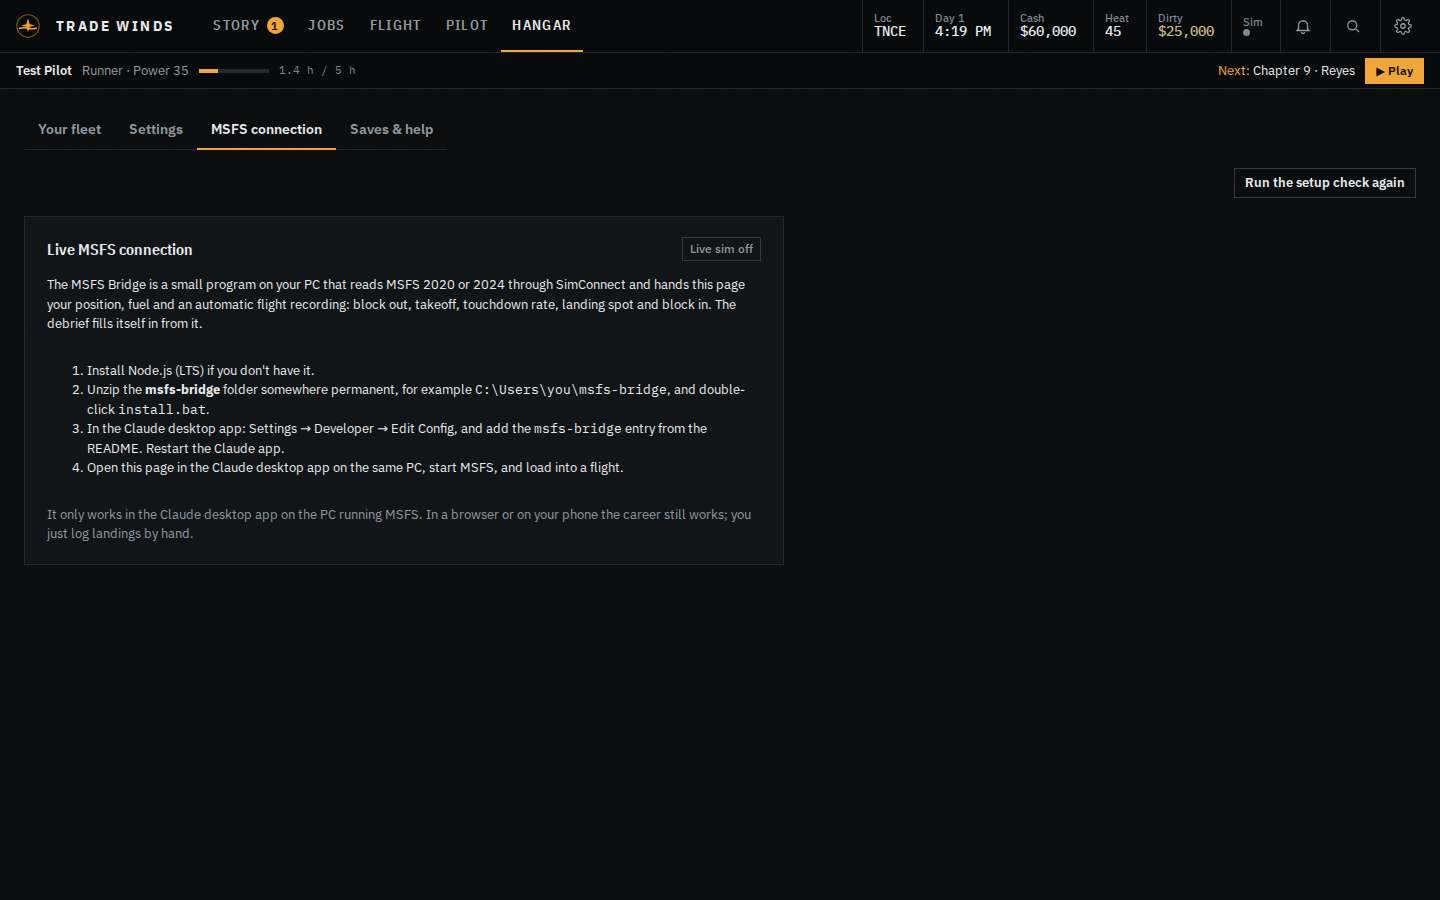 TRADE WINDS
STORY 1 JOBS FLIGHT PILOT HANGAR
Loc TNCE
Day 1 4:19 PM
Cash $60,000
Heat 45
Dirty $25,000
Sim
Test Pilot Runner · Power 35 1.4 h / 5 h
Next: Chapter 9 · Reyes ▶ Play
Your fleet Settings MSFS connection Saves & help
Run the setup check again
Live MSFS connection Live sim off
The MSFS Bridge is a small program on your PC that reads MSFS 2020 or 2024 through SimConnect and hands this page
your position, fuel and an automatic flight recording: block out, takeoff, touchdown rate, landing spot and block in. The
debrief fills itself in from it.
1. Install Node.js (LTS) if you don't have it.
2. Unzip the msfs-bridge folder somewhere permanent, for example C:\Users\you\msfs-bridge, and double-
click install.bat.
3. In the Claude desktop app: Settings → Developer → Edit Config, and add the msfs-bridge entry from the
README. Restart the Claude app.
4. Open this page in the Claude desktop app on the same PC, start MSFS, and load into a flight.
It only works in the Claude desktop app on the PC running MSFS. In a browser or on your phone the career still works; you
just log landings by hand.